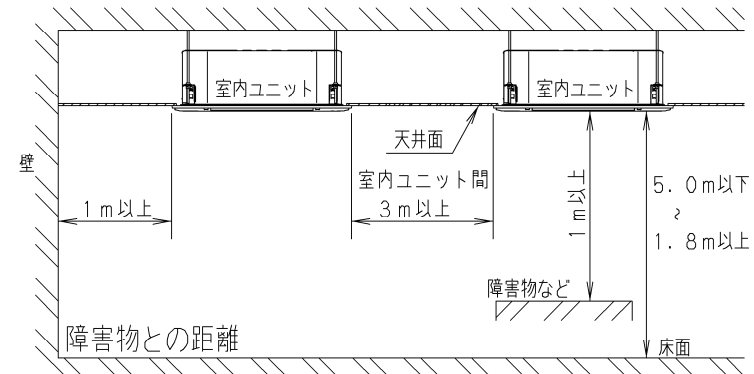 室内ユニット
室内ユニット
天井面
壁
室内ユニット間
1m以上
3m以上
1m以上
5.0m以下
~
1.8m以上
障害物など
障害物との距離
床面